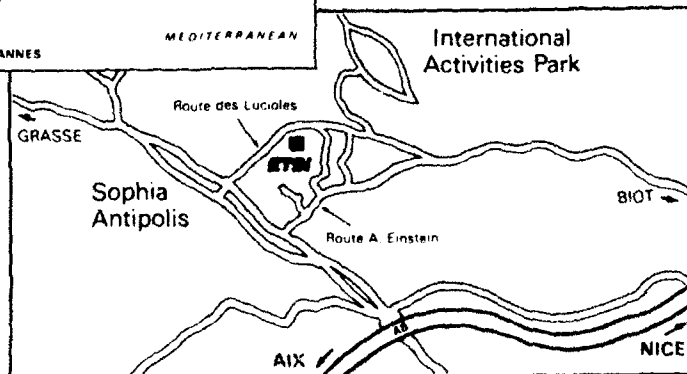 MEDITERRANEAN
ANNES
International
Activities Park
Route des Lucioles
GRASSE
ETSI
Sophia
Antipolis
BIOT
Route A. Einstein
A8
NICE
AIX